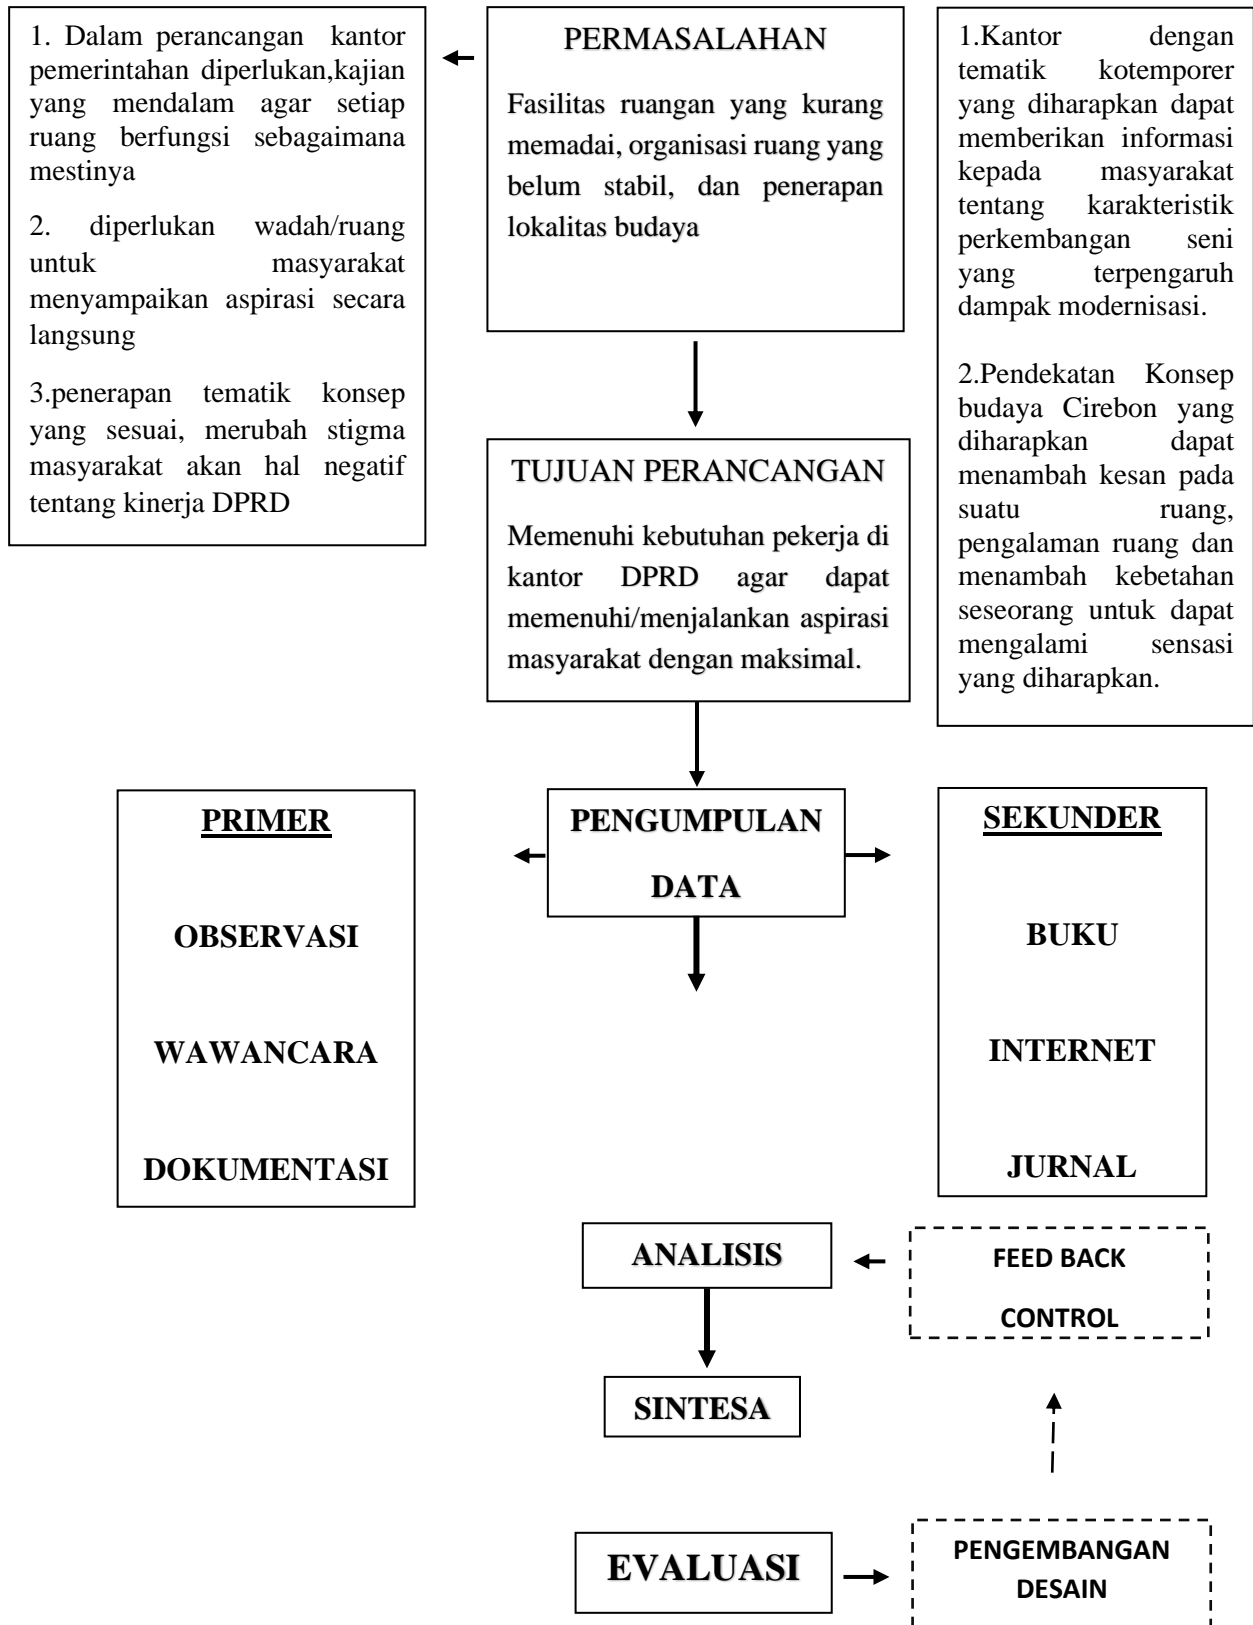 1. Dalam perancangan kantor
pemerintahan diperlukan,kajian
yang mendalam agar setiap
ruang berfungsi sebagaimana
mestinya
2. diperlukan wadah/ruang
untuk masyarakat
menyampaikan aspirasi secara
langsung
3.penerapan tematik konsep
yang sesuai, merubah stigma
masyarakat akan hal negatif
tentang kinerja DPRD
PERMASALAHAN
Fasilitas ruangan yang kurang
memadai, organisasi ruang yang
belum stabil, dan penerapan
lokalitas budaya
1.Kantor dengan
tematik kotemporer
yang diharapkan dapat
memberikan informasi
kepada masyarakat
tentang karakteristik
perkembangan seni
yang terpengaruh
dampak modernisasi.
2.Pendekatan Konsep
budaya Cirebon yang
diharapkan dapat
menambah kesan pada
suatu ruang,
pengalaman ruang dan
menambah kebetahan
seseorang untuk dapat
mengalami sensasi
yang diharapkan.
TUJUAN PERANCANGAN
Memenuhi kebutuhan pekerja di
kantor DPRD agar dapat
memenuhi/menjalankan aspirasi
masyarakat dengan maksimal.
PRIMER
OBSERVASI
WAWANCARA
DOKUMENTASI
PENGUMPULAN
DATA
SEKUNDER
BUKU
INTERNET
JURNAL
ANALISIS
FEED BACK
CONTROL
SINTESA
EVALUASI
PENGEMBANGAN
DESAIN